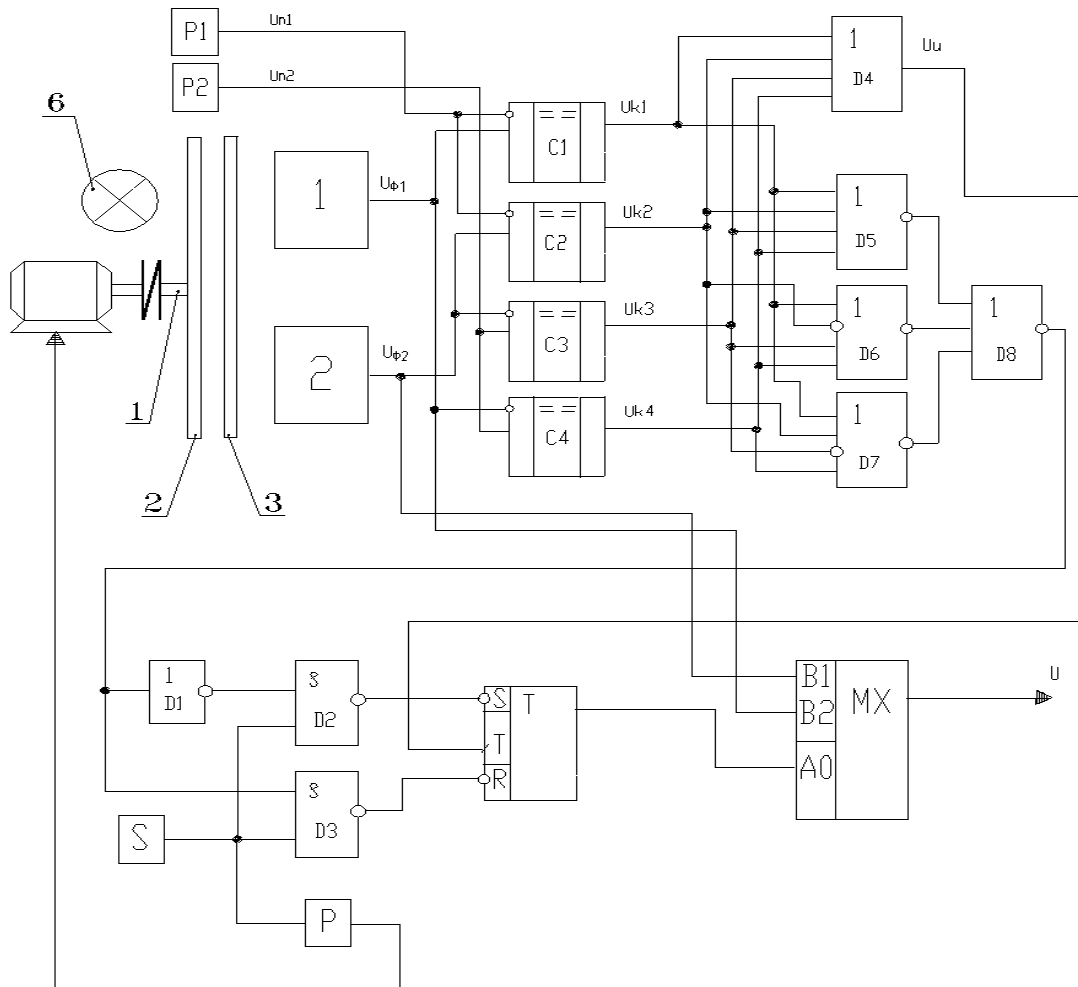 P1
Uп1
P2
Uп2
6
1
Uф1
2
Uф2
1
2
3
C1
Uk1
C2
Uk2
C3
Uk3
C4
Uk4
1
D4
Uu
1
D5
1
D6
1
D7
1
D8
1
D1
D2
D3
S
P
S
T
T
R
B1
B2
A0
MX
U